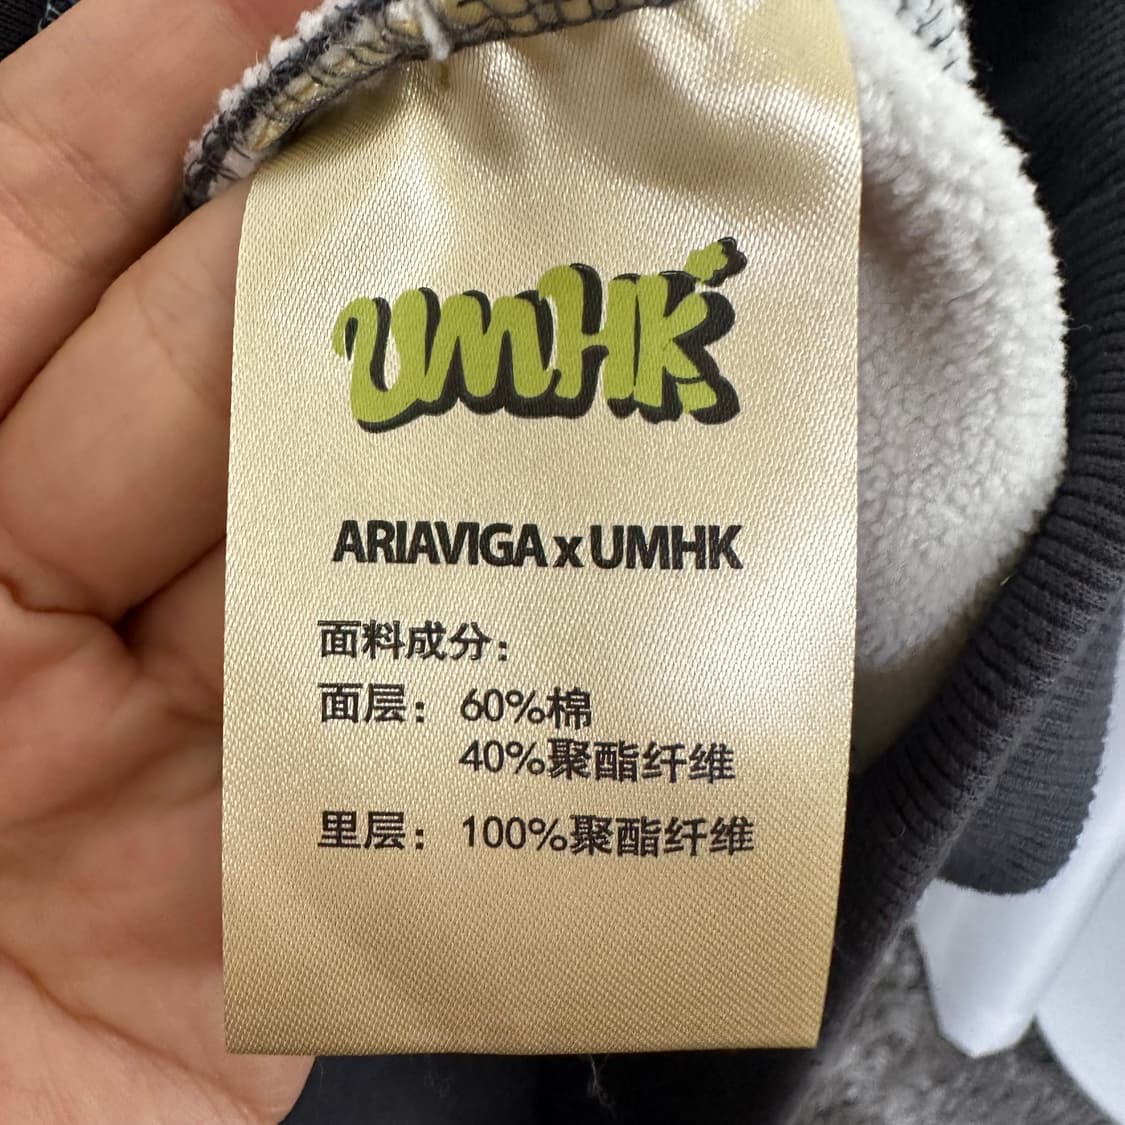 UMHK
ARIAVIGA x UMHK
面料成分：
面层：60%棉
40%聚酯纤维
里层：100%聚酯纤维